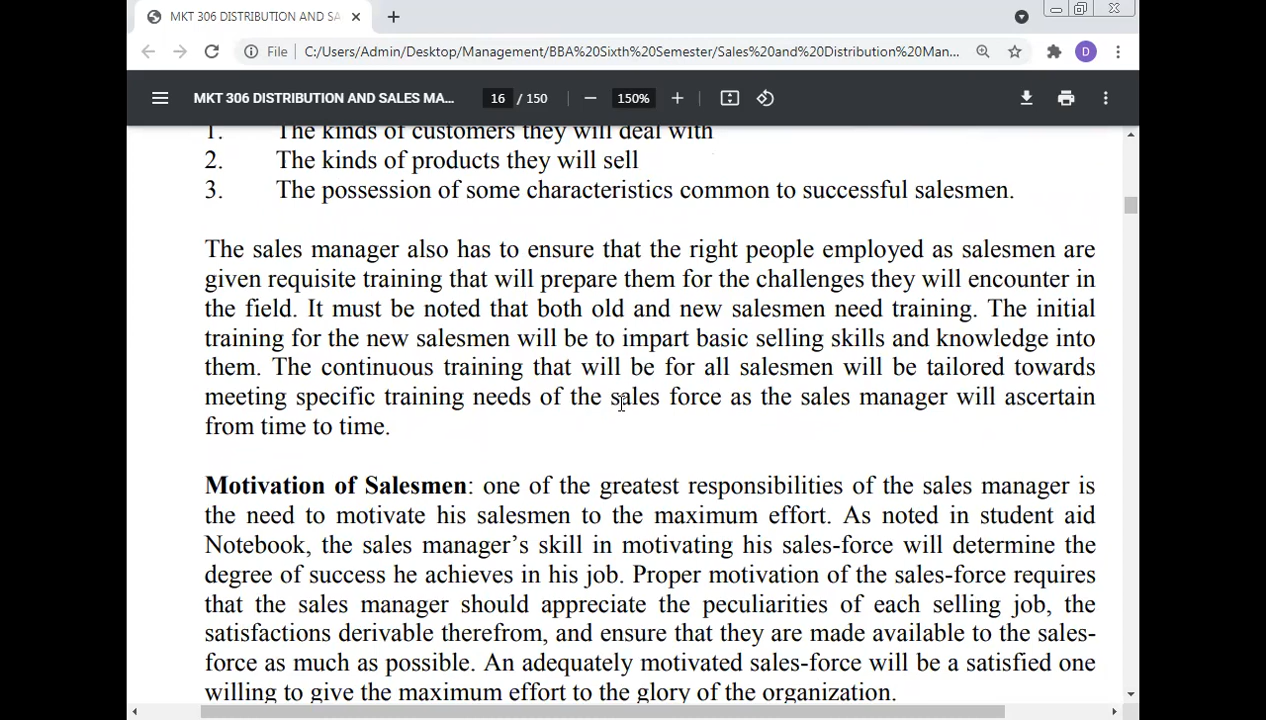 MKT 306 DISTRIBUTION AND SA
File C:/Users/Admin/Desktop/Management/BBA%20Sixth%20Semester/Sales%20and%20Distribution%20Man... D
MKT 306 DISTRIBUTION AND SALES MA... 16 / 150 150%
1. The kinds of customers they will deal with
2. The kinds of products they will sell
3. The possession of some characteristics common to successful salesmen.
The sales manager also has to ensure that the right people employed as salesmen are
given requisite training that will prepare them for the challenges they will encounter in
the field. It must be noted that both old and new salesmen need training. The initial
training for the new salesmen will be to impart basic selling skills and knowledge into
them. The continuous training that will be for all salesmen will be tailored towards
meeting specific training needs of the sales force as the sales manager will ascertain
from time to time.
Motivation of Salesmen: one of the greatest responsibilities of the sales manager is
the need to motivate his salesmen to the maximum effort. As noted in student aid
Notebook, the sales manager’s skill in motivating his sales-force will determine the
degree of success he achieves in his job. Proper motivation of the sales-force requires
that the sales manager should appreciate the peculiarities of each selling job, the
satisfactions derivable therefrom, and ensure that they are made available to the sales-
force as much as possible. An adequately motivated sales-force will be a satisfied one
willing to give the maximum effort to the glory of the organization.